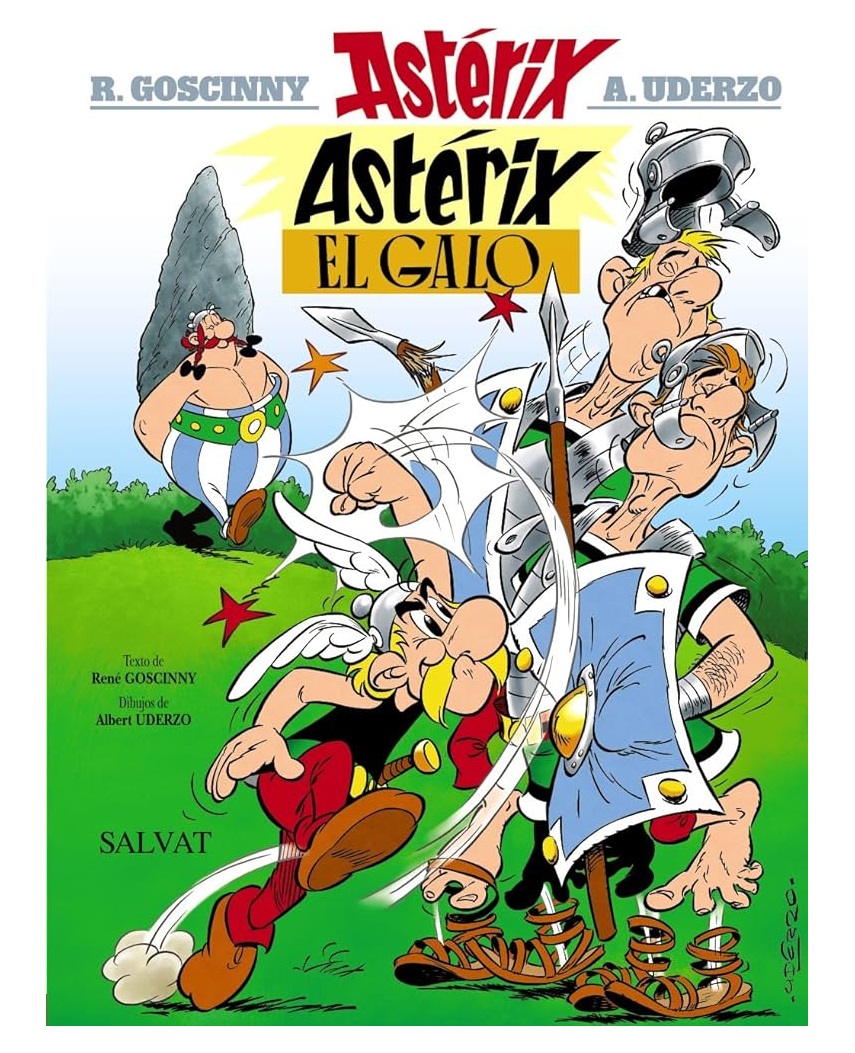 R. GOSCINNY Astérix A. UDERZO
Astérix
EL GALO
Texto de
René GOSCINNY
Dibujos de
Albert UDERZO
SALVAT
·UDERZO·